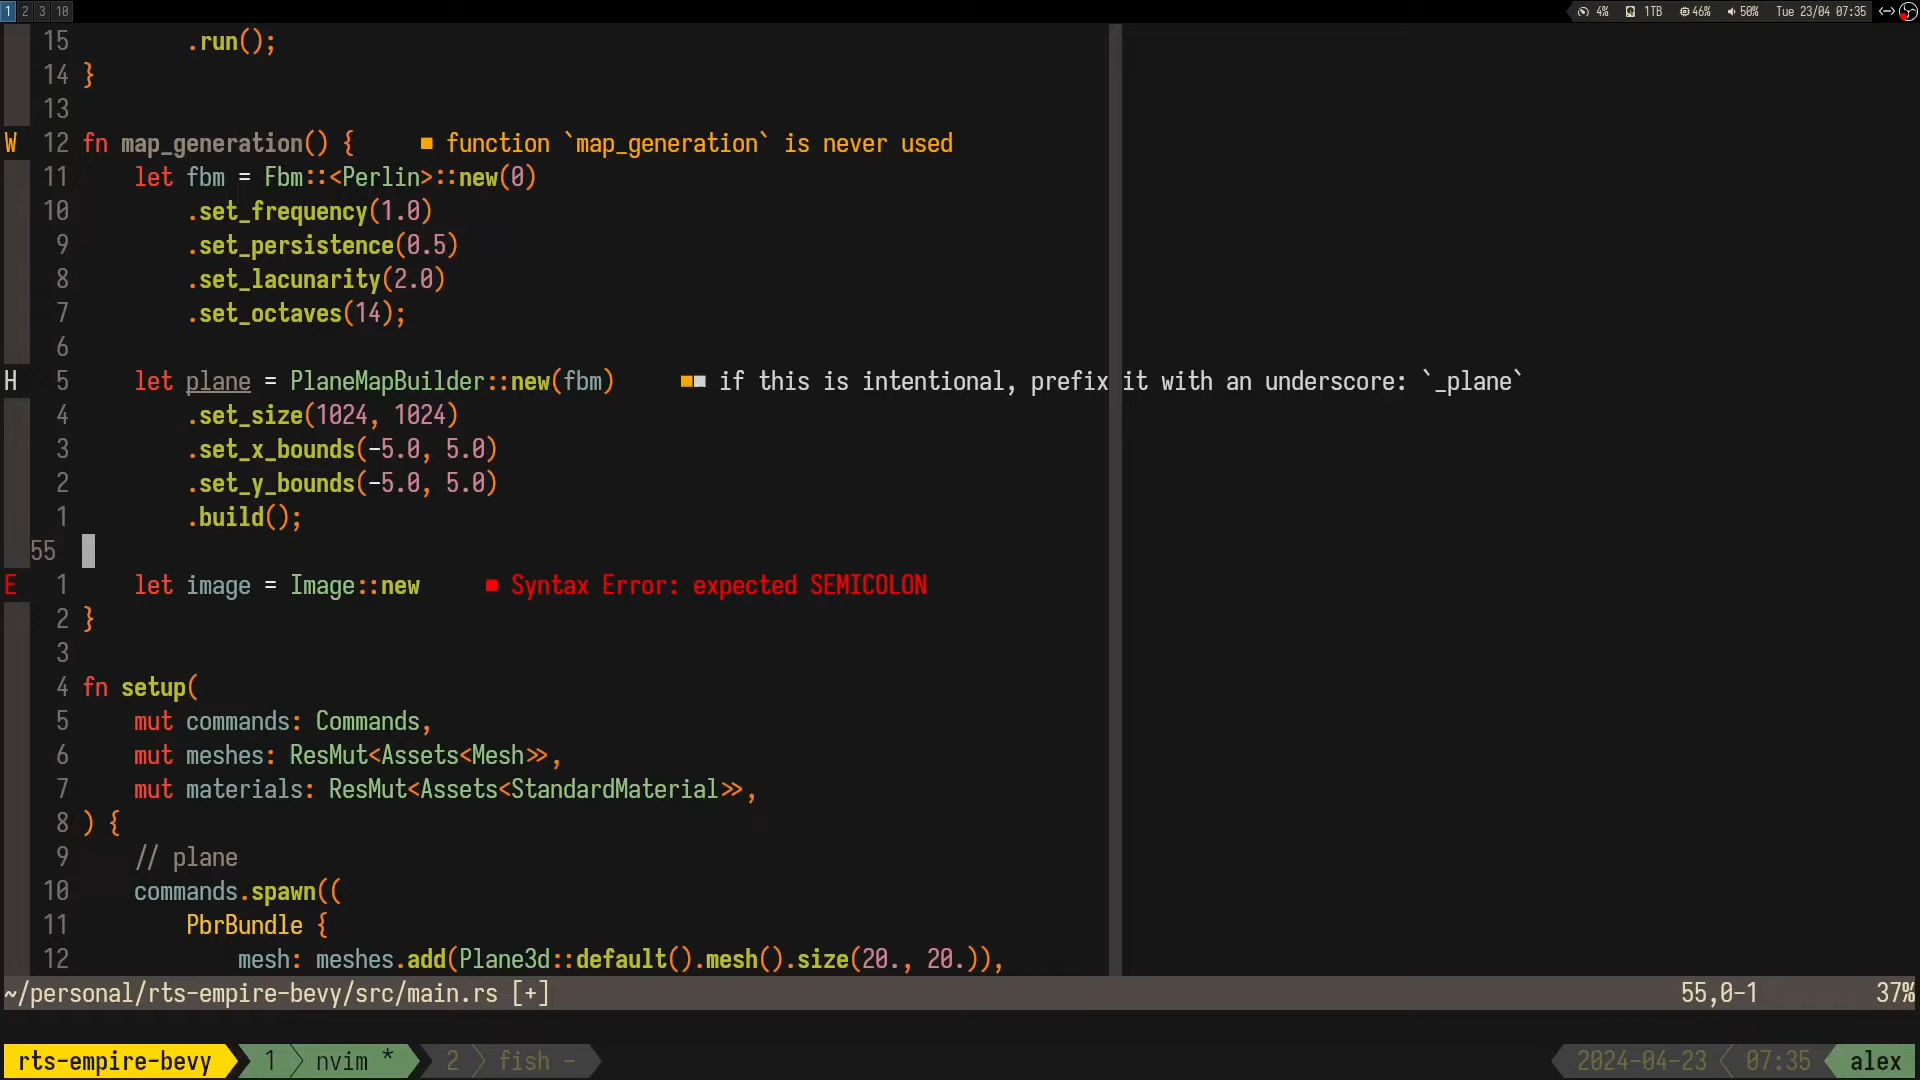 1 2 3 10 4% 1TB 46% 50% Tue 23/04 07:35
15 .run();
14 }
13
W 12 fn map_generation() { ■ function `map_generation` is never used
11 let fbm = Fbm::<Perlin>::new(0)
10 .set_frequency(1.0)
9 .set_persistence(0.5)
8 .set_lacunarity(2.0)
7 .set_octaves(14);
6
H 5 let plane = PlaneMapBuilder::new(fbm) ■■ if this is intentional, prefix it with an underscore: `_plane`
4 .set_size(1024, 1024)
3 .set_x_bounds(-5.0, 5.0)
2 .set_y_bounds(-5.0, 5.0)
1 .build();
55
E 1 let image = Image::new ■ Syntax Error: expected SEMICOLON
2 }
3
4 fn setup(
5 mut commands: Commands,
6 mut meshes: ResMut<Assets<Mesh>>,
7 mut materials: ResMut<Assets<StandardMaterial>>,
8 ) {
9 // plane
10 commands.spawn((
11 PbrBundle {
12 mesh: meshes.add(Plane3d::default().mesh().size(20., 20.)),
~/personal/rts-empire-bevy/src/main.rs [+] 55,0-1 37%
rts-empire-bevy 1 nvim * 2 fish - 2024-04-23 07:35 alex